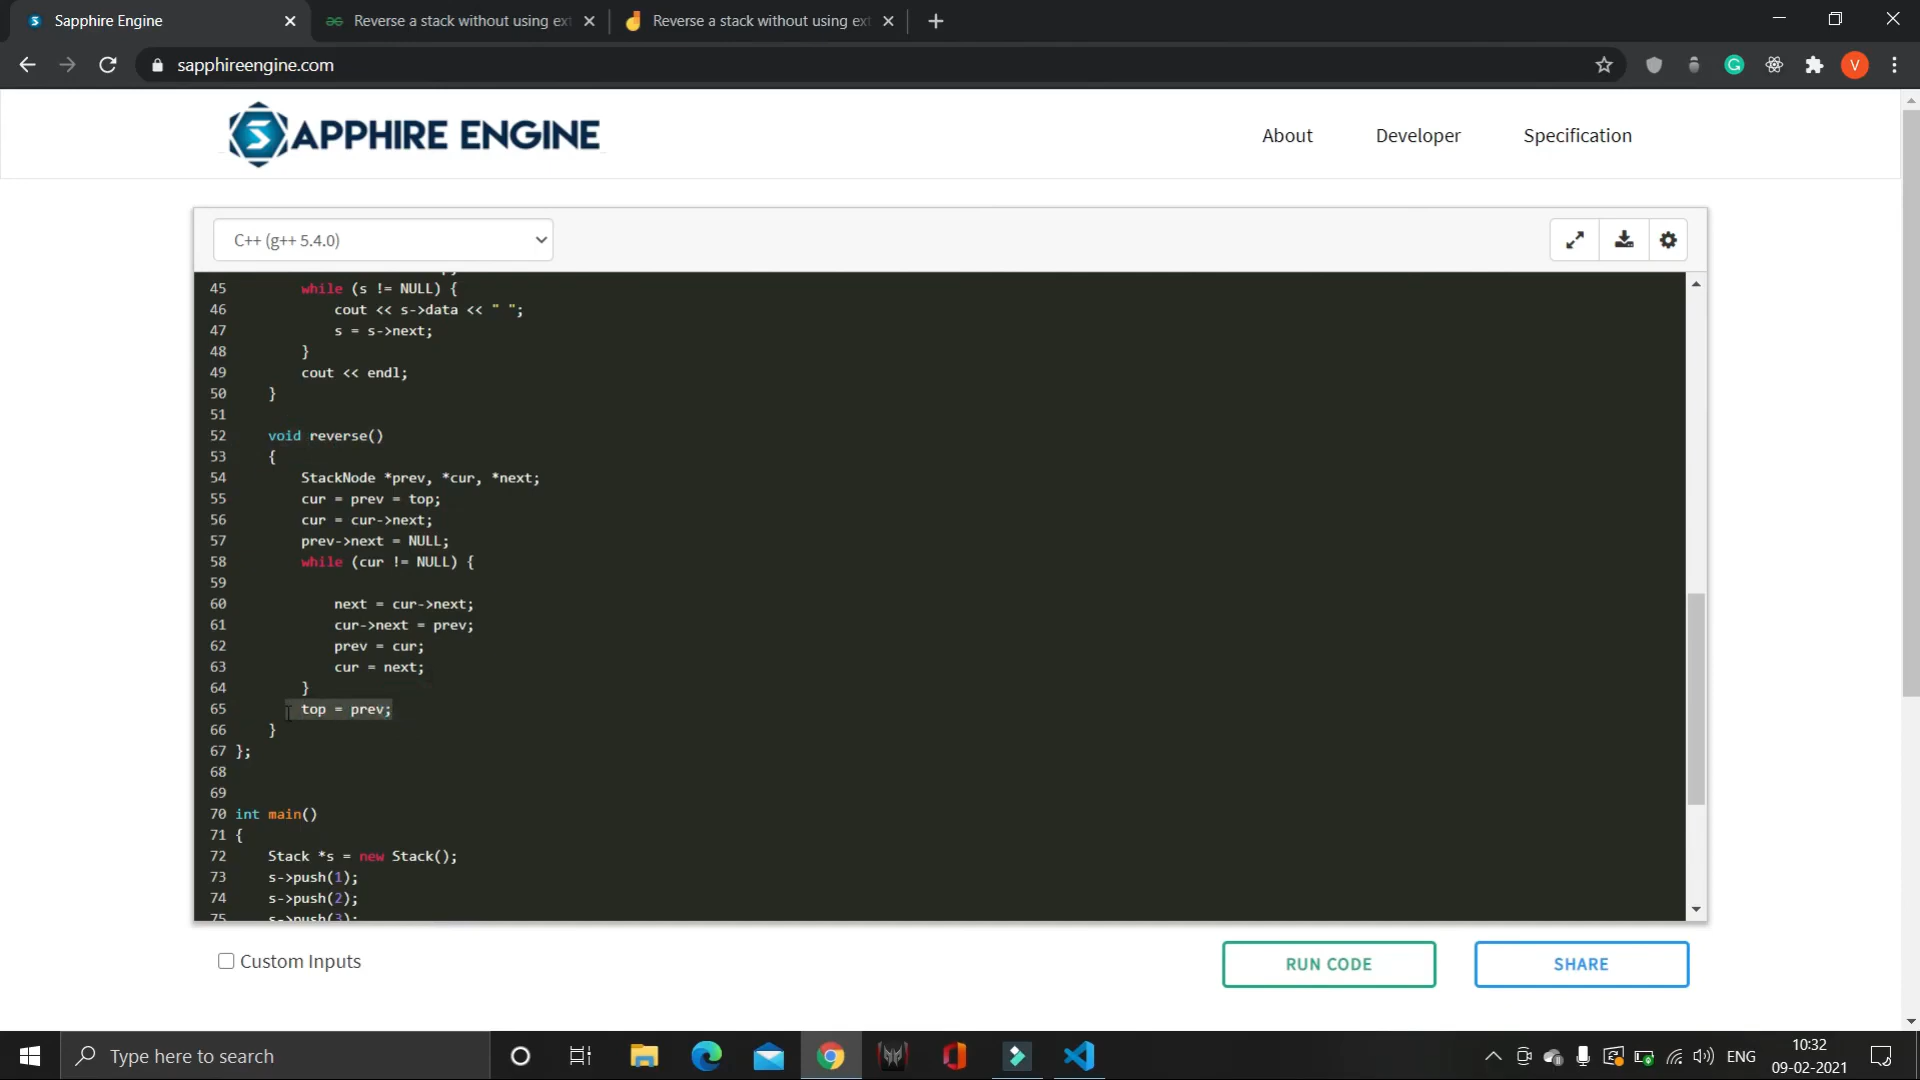 Sapphire Engine
Reverse a stack without using ext
Reverse a stack without using ext
sapphireengine.com
V
SAPPHIRE ENGINE
About
Developer
Specification
C++ (g++ 5.4.0)
45 while (s != NULL) {
46 cout << s->data << " ";
47 s = s->next;
48 }
49 cout << endl;
50 }
51
52 void reverse()
53 {
54 StackNode *prev, *cur, *next;
55 cur = prev = top;
56 cur = cur->next;
57 prev->next = NULL;
58 while (cur != NULL) {
59
60 next = cur->next;
61 cur->next = prev;
62 prev = cur;
63 cur = next;
64 }
65 top = prev;
66 }
67 };
68
69
70 int main()
71 {
72 Stack *s = new Stack();
73 s->push(1);
74 s->push(2);
75 s->push(3);
Custom Inputs
RUN CODE
SHARE
Type here to search
ENG
10:32
09-02-2021